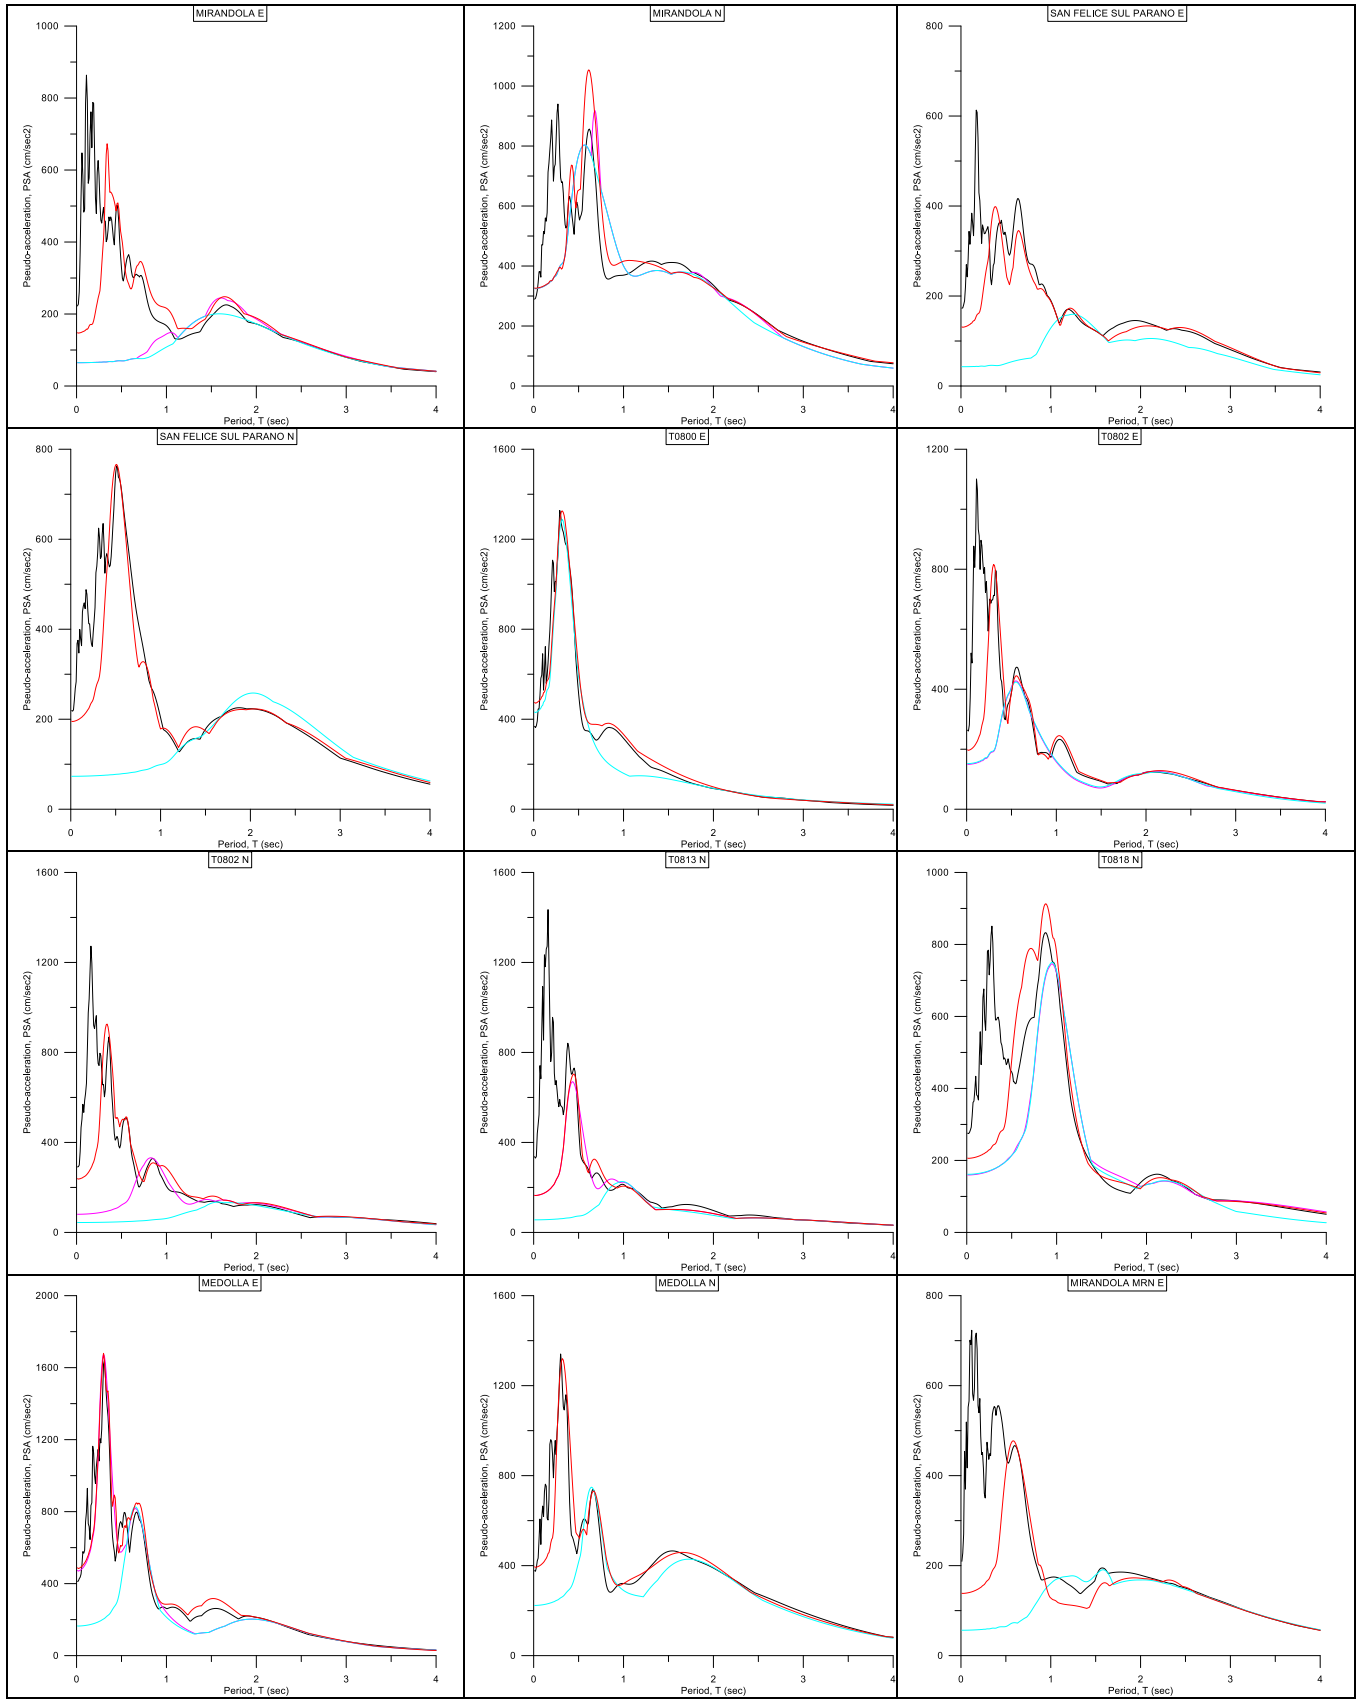 MIRANDOLA E
Pseudo-acceleration, PSA (cm/sec2)
1000
800
600
400
200
0
0 1 2 3 4
Period, T (sec)
MIRANDOLA N
Pseudo-acceleration, PSA (cm/sec2)
1200
1000
800
600
400
200
0
0 1 2 3 4
Period, T (sec)
SAN FELICE SUL PARANO E
Pseudo-acceleration, PSA (cm/sec2)
800
600
400
200
0
0 1 2 3 4
Period, T (sec)
SAN FELICE SUL PARANO N
Pseudo-acceleration, PSA (cm/sec2)
800
600
400
200
0
0 1 2 3 4
Period, T (sec)
T0800 E
Pseudo-acceleration, PSA (cm/sec2)
1600
1200
800
400
0
0 1 2 3 4
Period, T (sec)
T0802 E
Pseudo-acceleration, PSA (cm/sec2)
1200
800
400
0
0 1 2 3 4
Period, T (sec)
T0802 N
Pseudo-acceleration, PSA (cm/sec2)
1600
1200
800
400
0
0 1 2 3 4
Period, T (sec)
T0813 N
Pseudo-acceleration, PSA (cm/sec2)
1600
1200
800
400
0
0 1 2 3 4
Period, T (sec)
T0818 N
Pseudo-acceleration, PSA (cm/sec2)
1000
800
600
400
200
0
0 1 2 3 4
Period, T (sec)
MEDOLLA E
Pseudo-acceleration, PSA (cm/sec2)
2000
1600
1200
800
400
0
0 1 2 3 4
Period, T (sec)
MEDOLLA N
Pseudo-acceleration, PSA (cm/sec2)
1600
1200
800
400
0
0 1 2 3 4
Period, T (sec)
MIRANDOLA MRN E
Pseudo-acceleration, PSA (cm/sec2)
800
600
400
200
0
0 1 2 3 4
Period, T (sec)